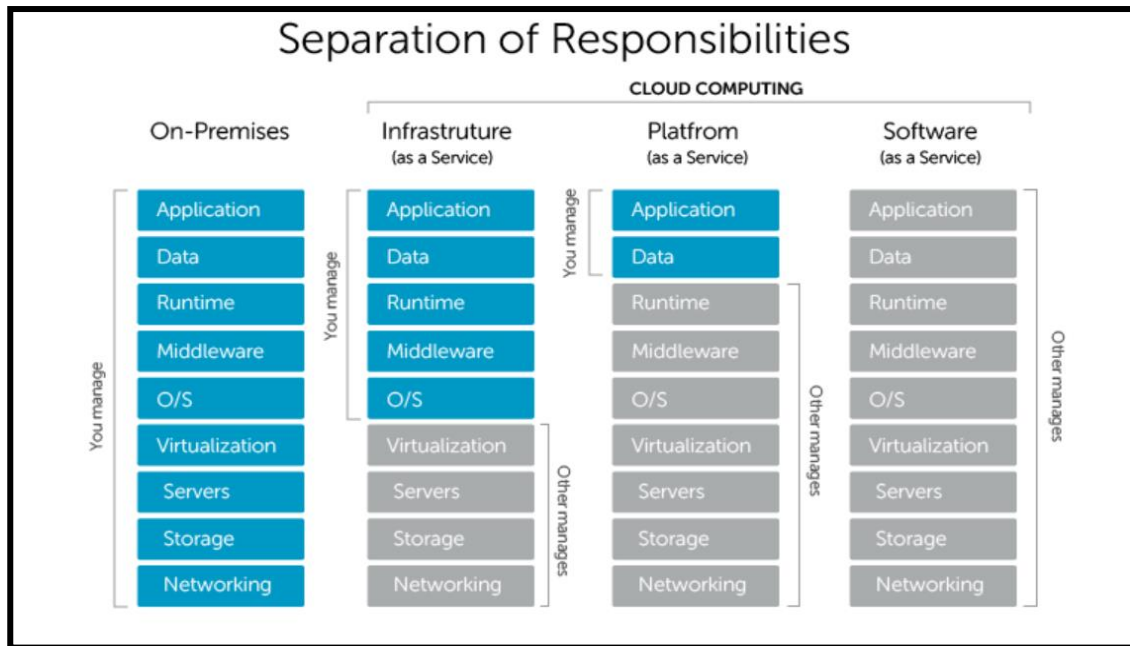 Separation of Responsibilities
CLOUD COMPUTING
On-Premises
Infrastruture
(as a Service)
Platfrom
(as a Service)
Software
(as a Service)
You manage
Application
Data
Runtime
Middleware
O/S
Virtualization
Servers
Storage
Networking
You manage
Application
Data
Runtime
Middleware
O/S
Virtualization
Servers
Storage
Networking
Other manages
You manage
Application
Data
Runtime
Middleware
O/S
Virtualization
Servers
Storage
Networking
Other manages
Application
Data
Runtime
Middleware
O/S
Virtualization
Servers
Storage
Networking
Other manages